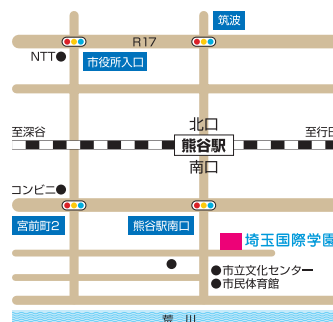 筑波
R17
NTT
市役所入口
北口
至深谷
熊谷駅
至行田
南口
コンビニ
宮前町2
熊谷駅南口
埼玉国際学園
市立文化センター
市民体育館
荒 川